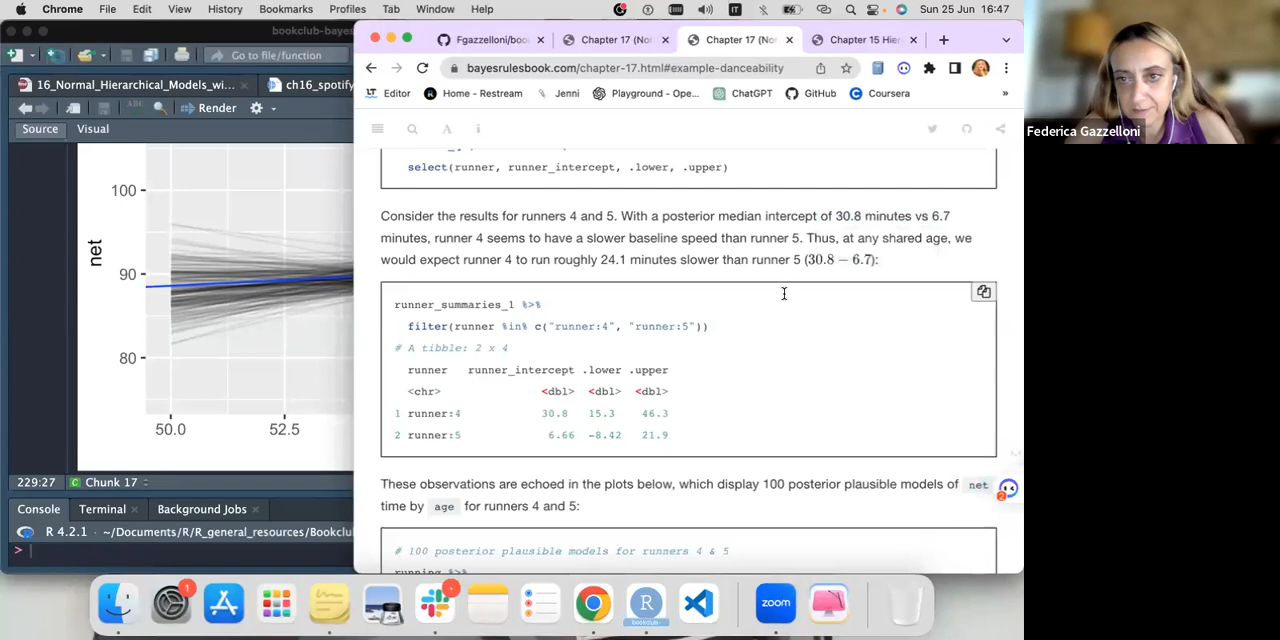 Chrome File Edit View History Bookmarks Profiles Tab Window Help IT Sun 25 Jun 16:47
bookclub-baye
Go to file/function
16_Normal_Hierarchical_Models_wi... ch16_spotify
Render
Source Visual
100
90
80
net
50.0 52.5
229:27 Chunk 17
Console Terminal Background Jobs
R 4.2.1 · ~/Documents/R/R_general_resources/Bookcl
>
Fgazzelloni/boo Chapter 17 (Nor Chapter 17 (No Chapter 15 Hier
bayesrulesbook.com/chapter-17.html#example-danceability
Editor Home - Restream Jenni Playground - Ope... ChatGPT GitHub Coursera »
select(runner, runner_intercept, .lower, .upper)
Consider the results for runners 4 and 5. With a posterior median intercept of 30.8 minutes vs 6.7
minutes, runner 4 seems to have a slower baseline speed than runner 5. Thus, at any shared age, we
would expect runner 4 to run roughly 24.1 minutes slower than runner 5 (30.8 − 6.7):
runner_summaries_1 %>%
filter(runner %in% c("runner:4", "runner:5"))
# A tibble: 2 x 4
runner runner_intercept .lower .upper
<chr> <dbl> <dbl> <dbl>
1 runner:4 30.8 15.3 46.3
2 runner:5 6.66 -8.42 21.9
These observations are echoed in the plots below, which display 100 posterior plausible models of net
time by age for runners 4 and 5:
# 100 posterior plausible models for runners 4 & 5
running %>%
2
Federica Gazzelloni
1
zoom
R
bookclub